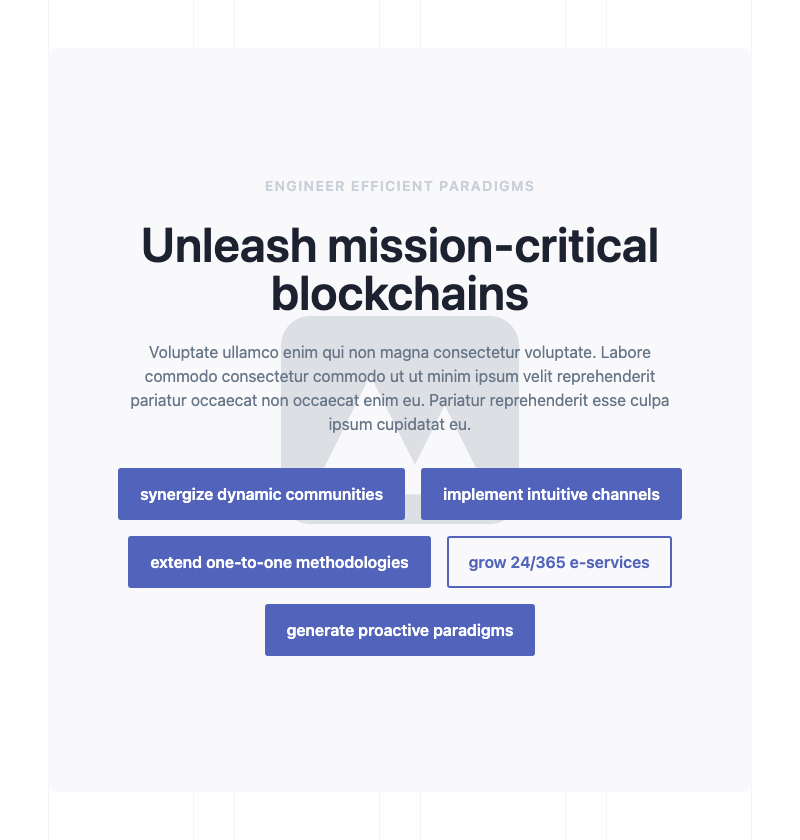 ENGINEER EFFICIENT PARADIGMS
Unleash mission-critical
blockchains
Voluptate ullamco enim qui non magna consectetur voluptate. Labore
commodo consectetur commodo ut ut minim ipsum velit reprehenderit
pariatur occaecat non occaecat enim eu. Pariatur reprehenderit esse culpa
ipsum cupidatat eu.
synergize dynamic communities
implement intuitive channels
extend one-to-one methodologies
grow 24/365 e-services
generate proactive paradigms